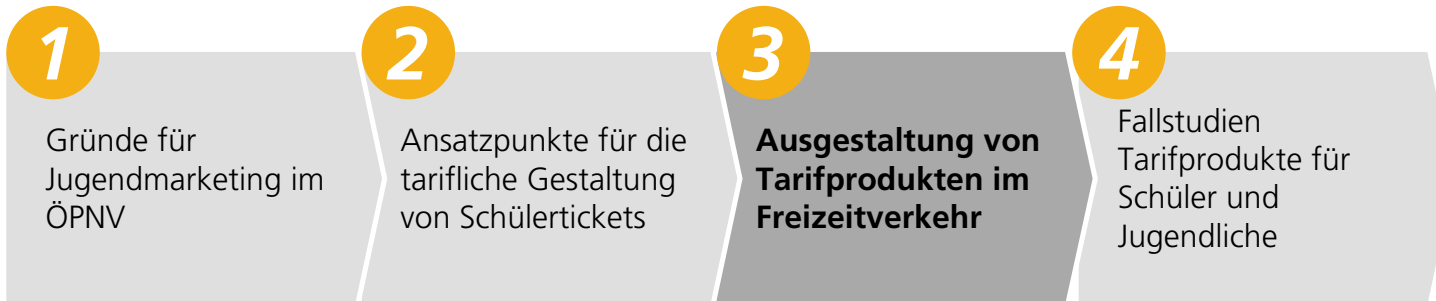 1
Gründe für
Jugendmarketing im
ÖPNV
2
Ansatzpunkte für die
tarifliche Gestaltung
von Schülertickets
3
Ausgestaltung von
Tarifprodukten im
Freizeitverkehr
4
Fallstudien
Tarifprodukte für
Schüler und
Jugendliche